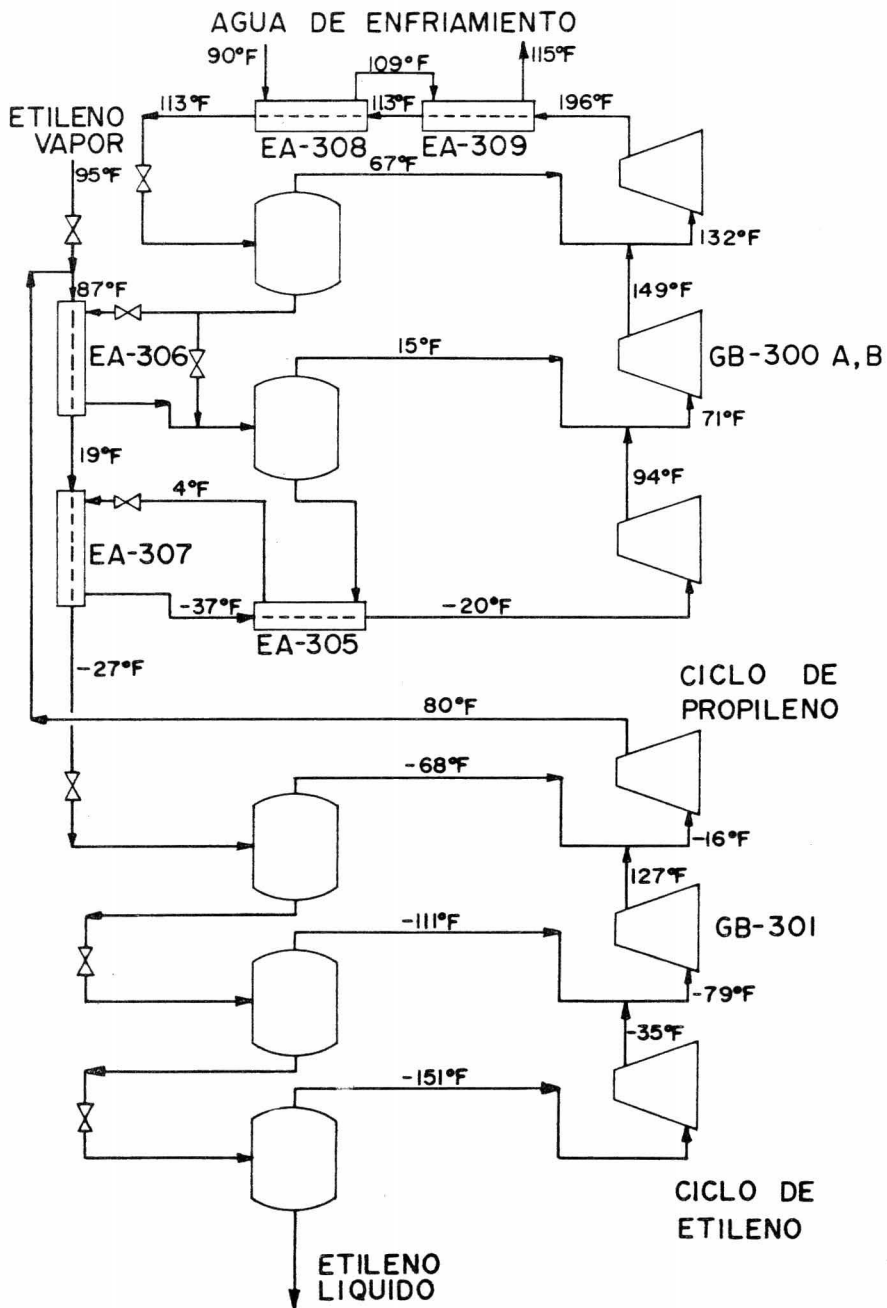 AGUA DE ENFRIAMIENTO
90°F
109°F
115°F
113°F
113°F
196°F
ETILENO
VAPOR
EA-308
EA-309
95°F
67°F
132°F
87°F
149°F
EA-306
15°F
GB-300 A,B
71°F
19°F
4°F
94°F
EA-307
-37°F
-20°F
EA-305
-27°F
CICLO DE
PROPILENO
80°F
-68°F
-16°F
127°F
-111°F
GB-301
-79°F
-35°F
-151°F
CICLO DE
ETILENO
ETILENO
LIQUIDO